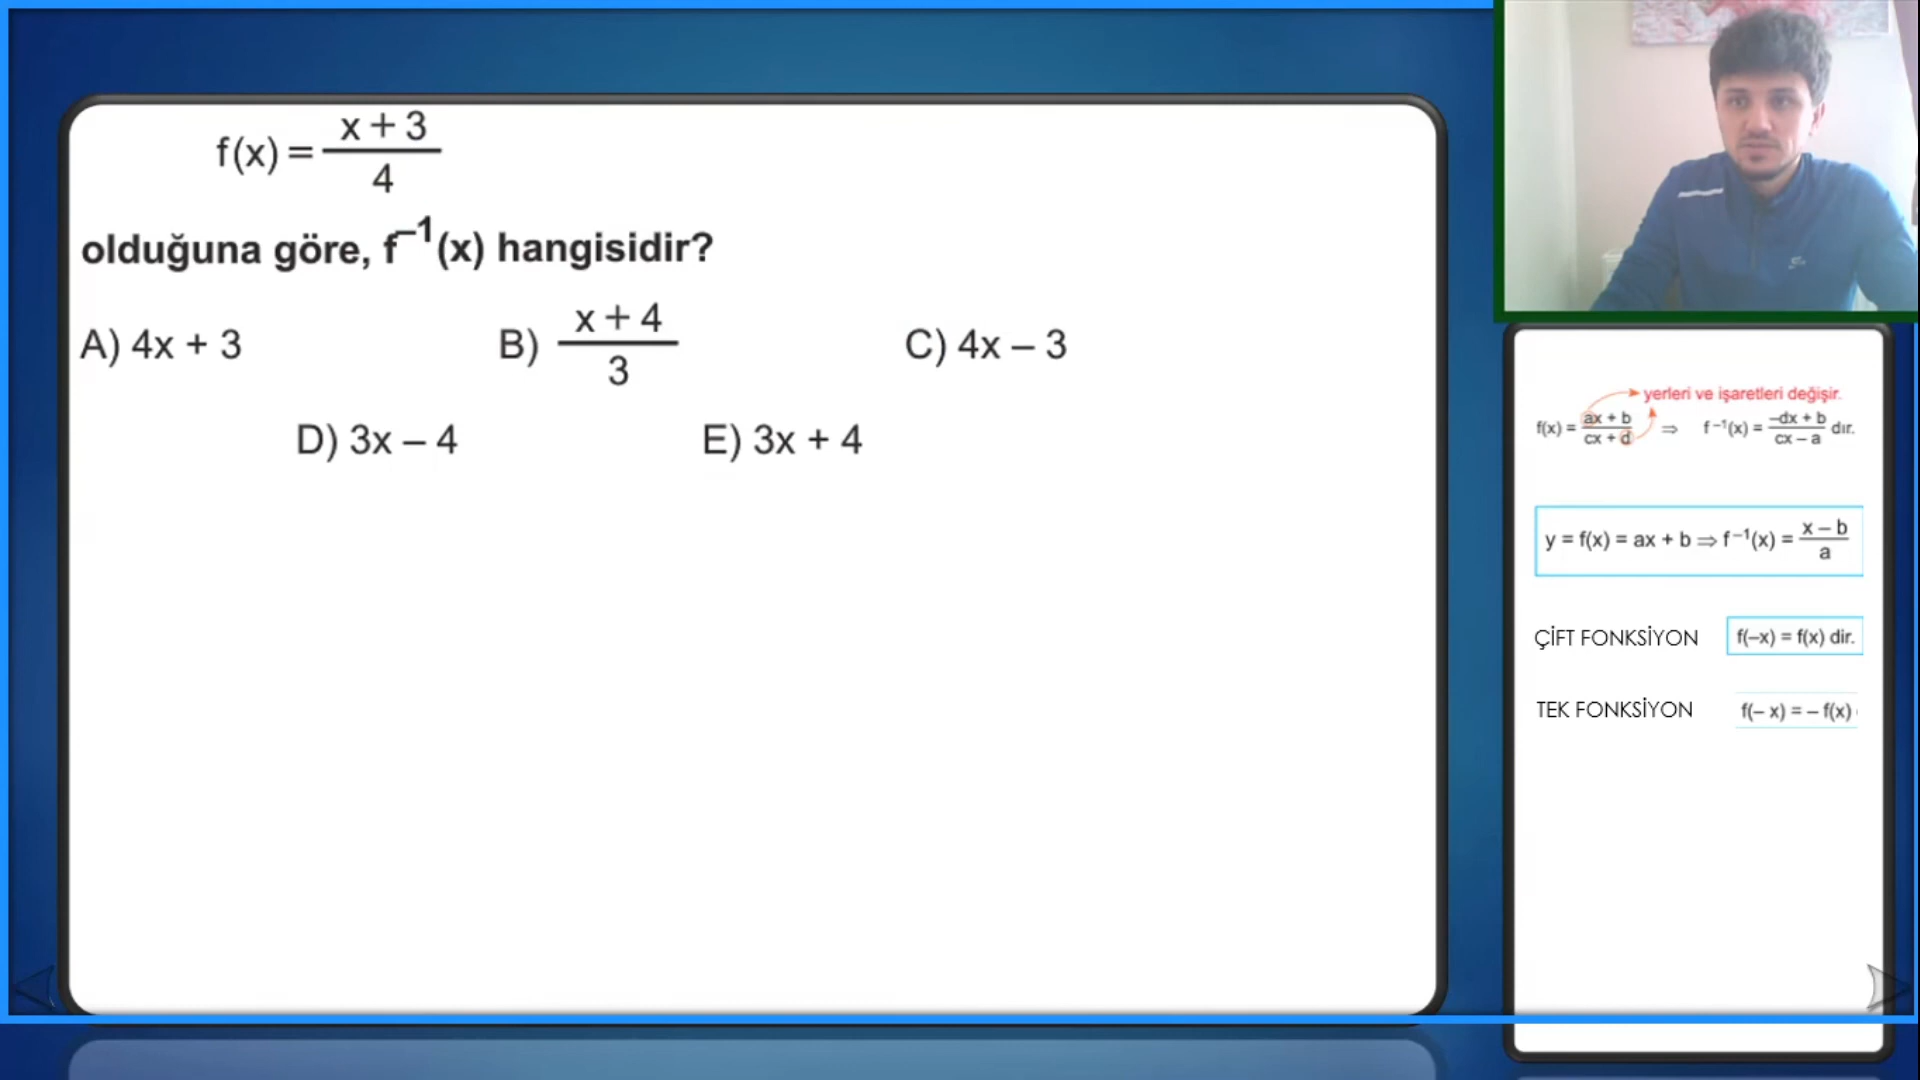 f(x) = x + 3 / 4
olduğuna göre, f⁻¹(x) hangisidir?
A) 4x + 3 B) x + 4 / 3 C) 4x – 3
D) 3x – 4 E) 3x + 4
yerleri ve işaretleri değişir.
f(x) = ax + b / cx + d ⇒ f⁻¹(x) = –dx + b / cx – a dır.
y = f(x) = ax + b ⇒ f⁻¹(x) = x – b / a
ÇİFT FONKSİYON f(–x) = f(x) dir.
TEK FONKSİYON f(– x) = – f(x)